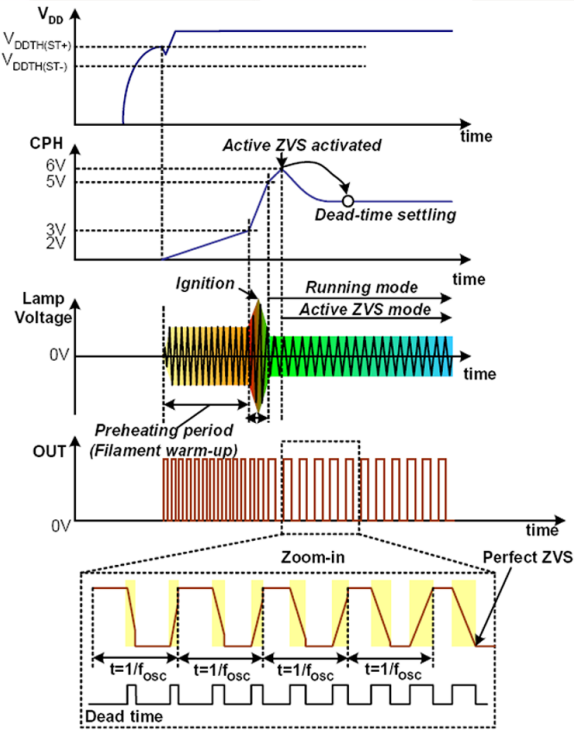 VDD
VDDTH(ST+)
VDDTH(ST-)
time
CPH
Active ZVS activated
6V
5V
Dead-time settling
3V
2V
time
Ignition
Running mode
Lamp
Voltage
Active ZVS mode
0V
time
Preheating period
(Filament warm-up)
OUT
0V
time
Zoom-in
Perfect ZVS
t=1/fOSC t=1/fOSC t=1/fOSC t=1/fOSC
Dead time